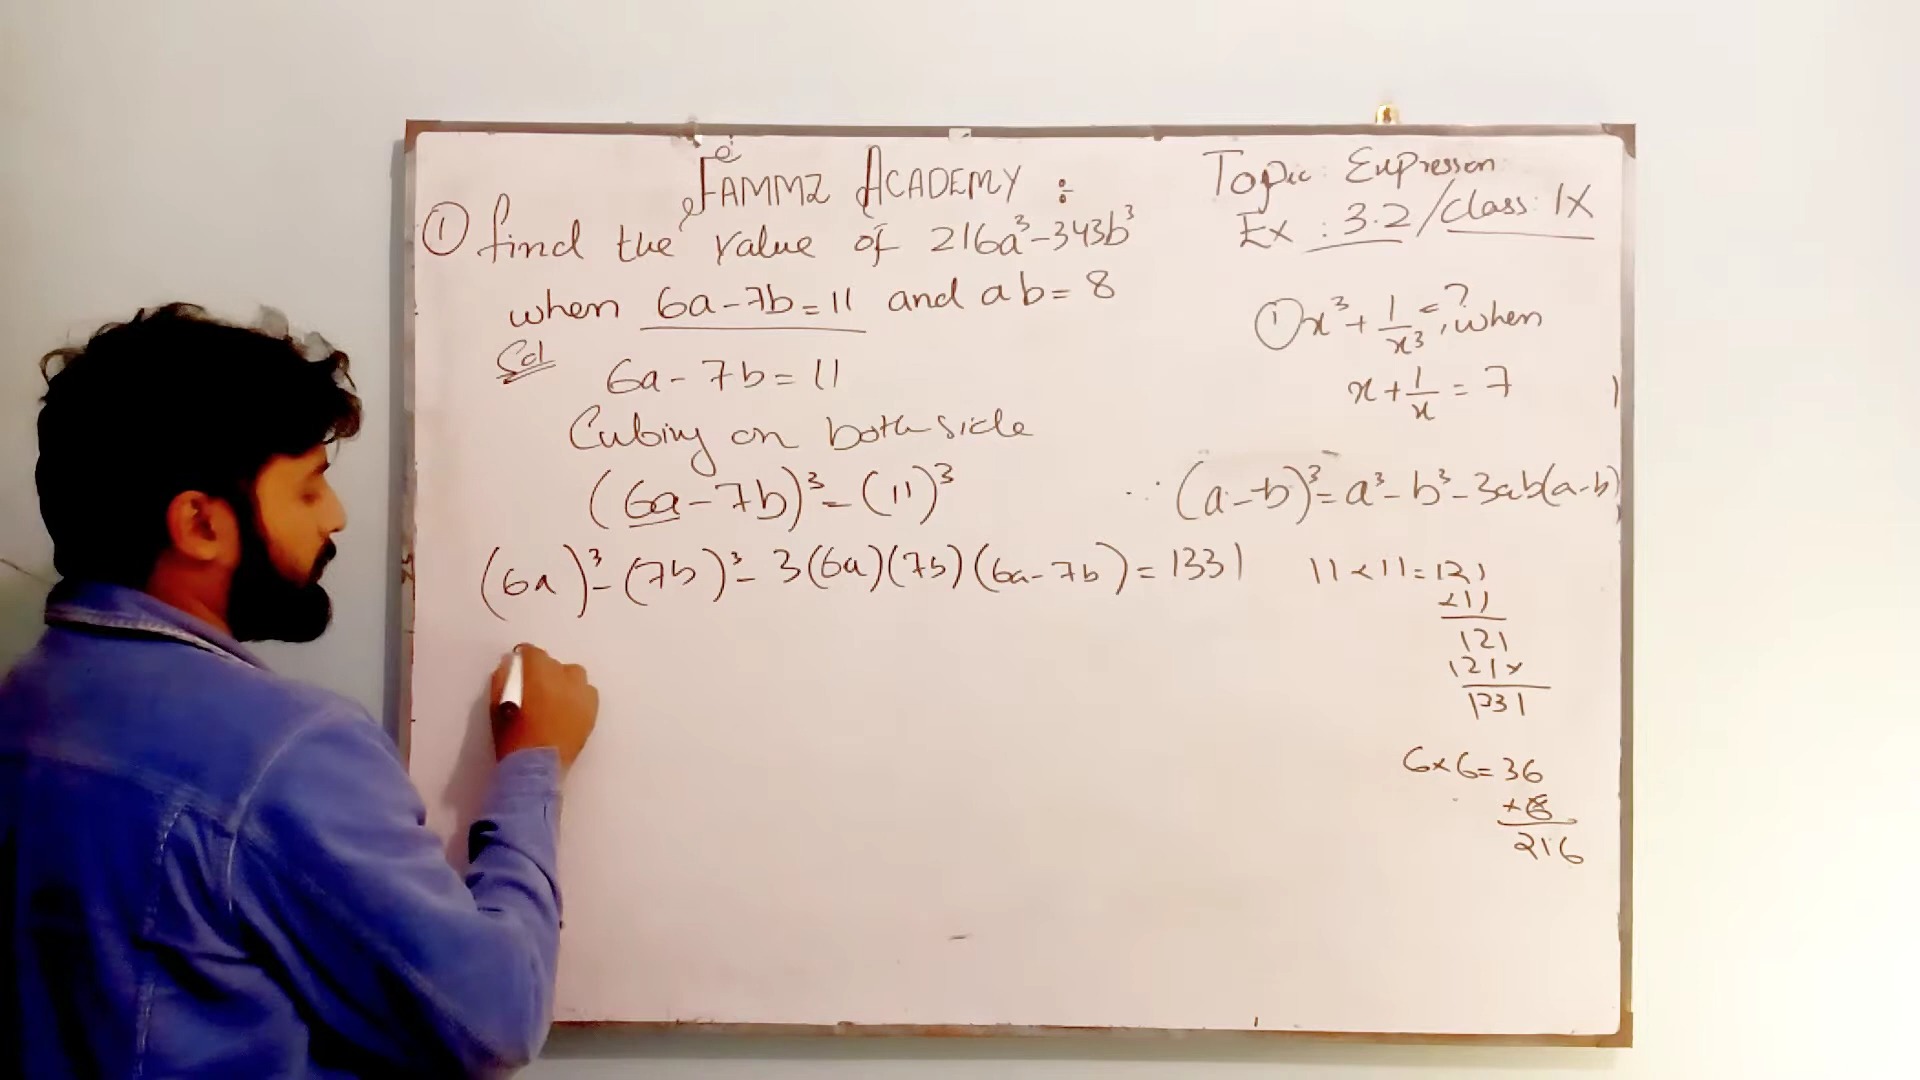 Fammz Academy :
Topic: Expression
Ex : 3.2 / Class: IX
① find the value of 216a³-343b³
when 6a-7b=11 and ab=8
Sol
6a-7b=11
Cubing on both side
(6a-7b)³=(11)³
(6a)³-(7b)³-3(6a)(7b)(6a-7b)=1331
① x³+1/x³=?, when
x+1/x=7
∵ (a-b)³=a³-b³-3ab(a-b)
11×11=121
×11
121
121×
1331
6×6=36
216